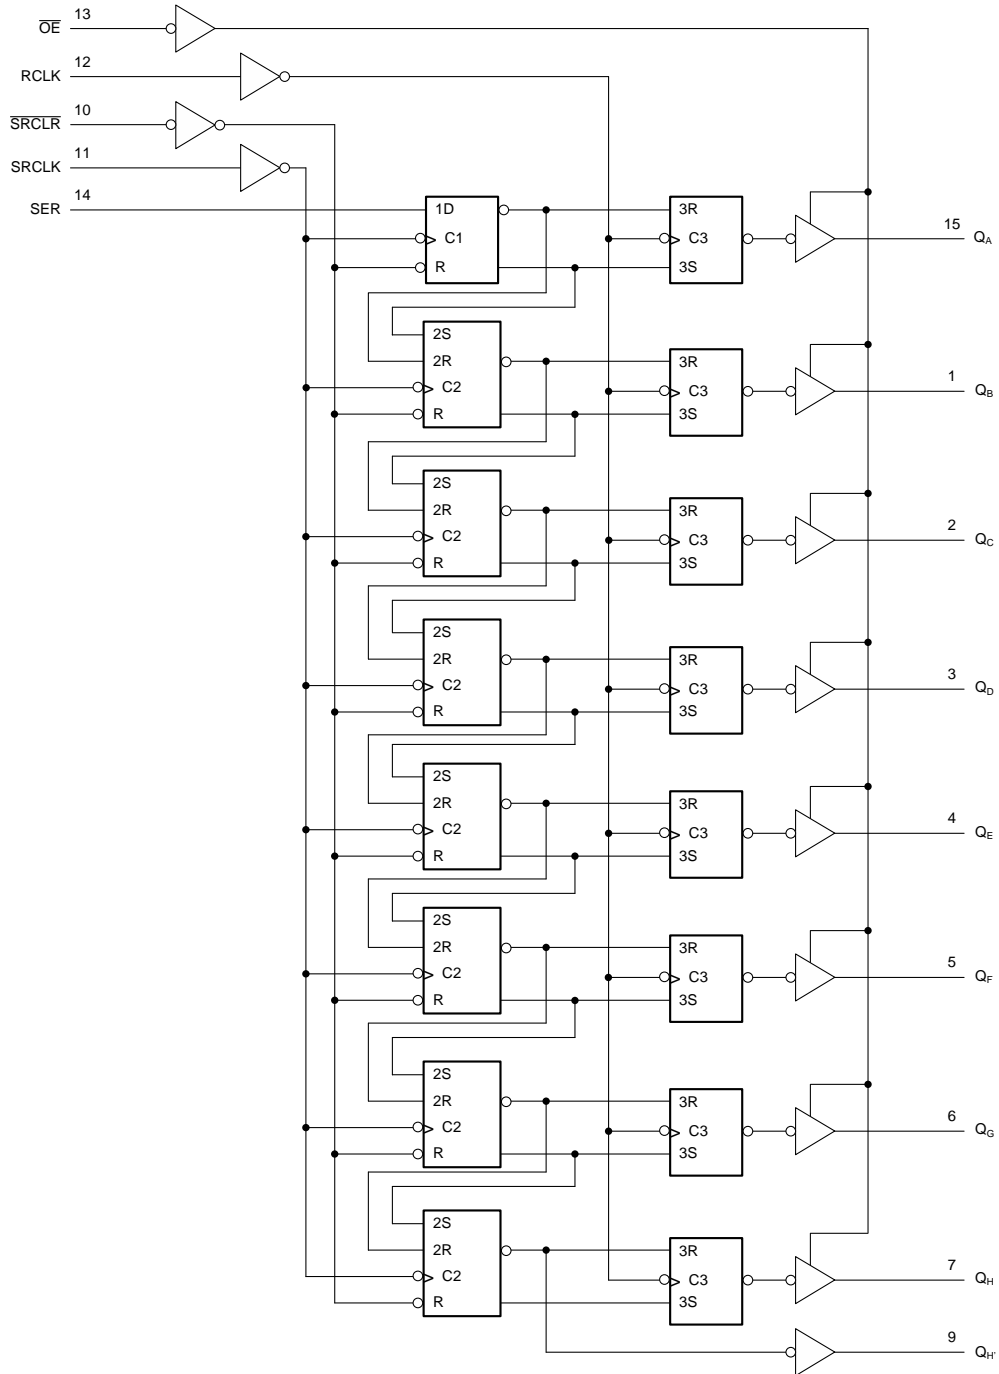 O̅E̅ 13
RCLK 12
S̅R̅C̅L̅R̅ 10
SRCLK 11
SER 14
1D
C1
R
3R
C3
3S
15 QA
2S
2R
C2
R
3R
C3
3S
1 QB
2S
2R
C2
R
3R
C3
3S
2 QC
2S
2R
C2
R
3R
C3
3S
3 QD
2S
2R
C2
R
3R
C3
3S
4 QE
2S
2R
C2
R
3R
C3
3S
5 QF
2S
2R
C2
R
3R
C3
3S
6 QG
2S
2R
C2
R
3R
C3
3S
7 QH
9 QH'